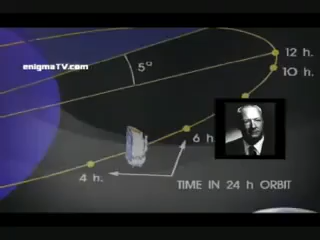 enigmaTV.com
12 h.
5°
10 h.
6 h.
4 h.
TIME IN 24 h ORBIT